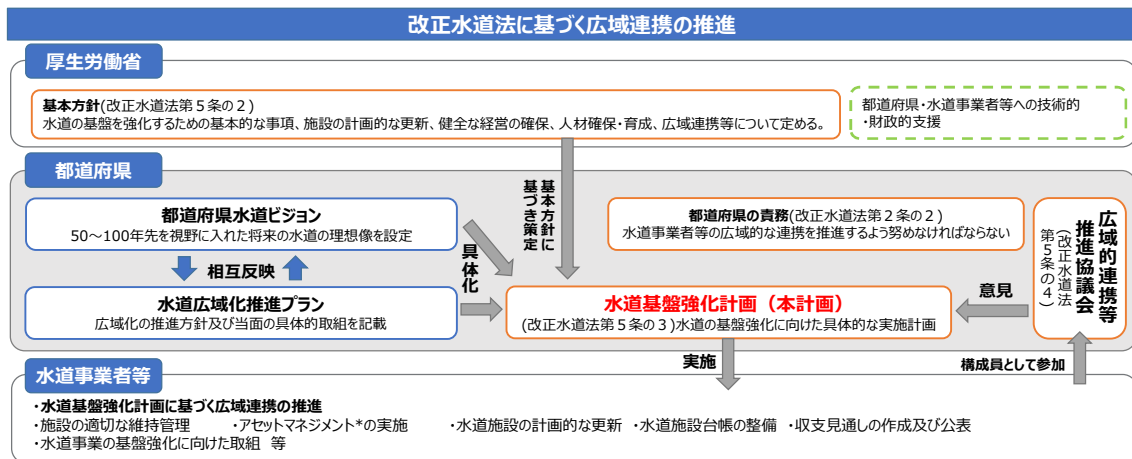 改正水道法に基づく広域連携の推進
厚生労働省
基本方針(改正水道法第5条の2)
水道の基盤を強化するための基本的な事項、施設の計画的な更新、健全な経営の確保、人材確保・育成、広域連携等について定める。
都道府県・水道事業者等への技術的
・財政的支援
都道府県
基本方針に
基づき策定
都道府県水道ビジョン
50~100年先を視野に入れた将来の水道の理想像を設定
相互反映
水道広域化推進プラン
広域化の推進方針及び当面の具体的取組を記載
具体化
都道府県の責務(改正水道法第2条の2)
水道事業者等の広域的な連携を推進するよう努めなければならない
水道基盤強化計画(本計画)
(改正水道法第5条の3)水道の基盤強化に向けた具体的な実施計画
意見
広域的連携等
推進協議会
(改正水道法
第5条の4)
実施
構成員として参加
水道事業者等
・水道基盤強化計画に基づく広域連携の推進
・施設の適切な維持管理 ・アセットマネジメント*の実施 ・水道施設の計画的な更新 ・水道施設台帳の整備 ・収支見通しの作成及び公表
・水道事業の基盤強化に向けた取組 等